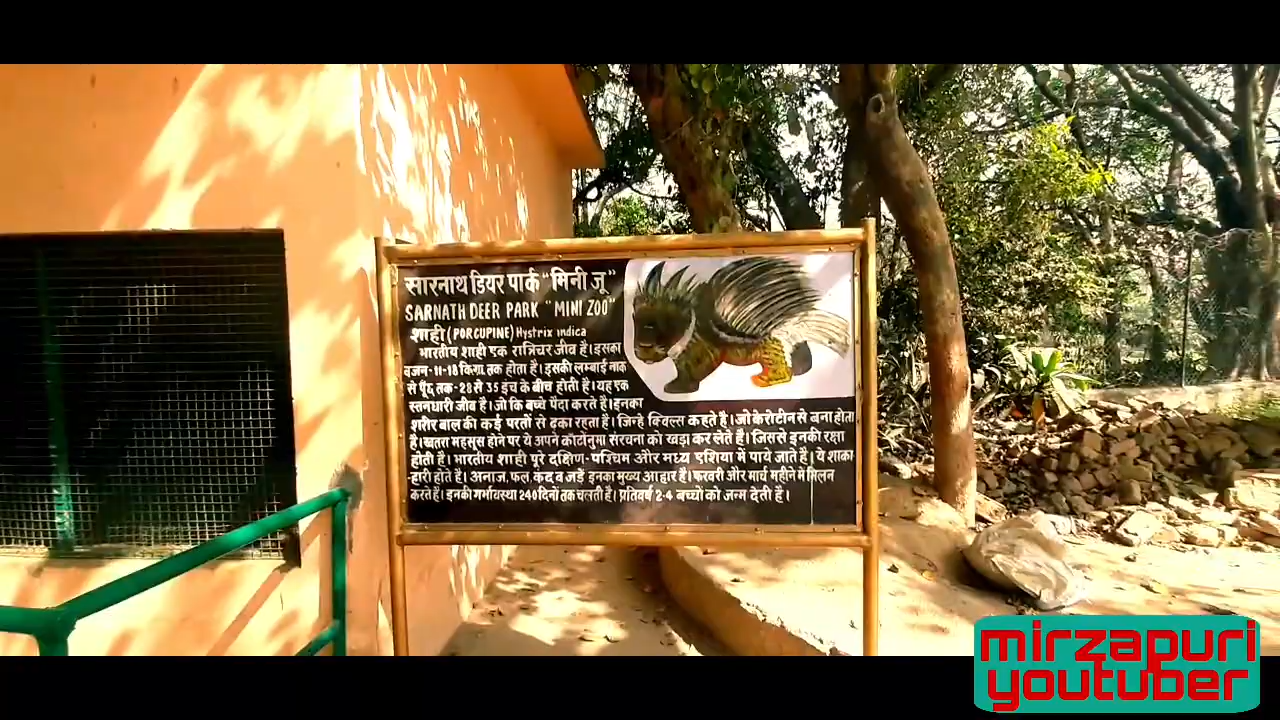 सारनाथ डियर पार्क "मिनी जू"
SARNATH DEER PARK "MINI ZOO"
शाही (PORCUPINE) Hystrix indica
भारतीय शाही एक रात्रिचर जीव है। इसका
वजन-11-18 किग्रा. तक होता है। इसकी लम्बाई नाक
से पूँछ तक-28 से 35 इंच के बीच होती है। यह एक
स्तनधारी जीव है। जो कि बच्चे पैदा करते है। इनका
शरीर बाल की कई परतों से ढका रहता है। जिन्हे क्विल्स कहते है। जो केरोटीन से बना होता
है। खतरा महसूस होने पर ये अपने काँटोनुमा संरचना को खड़ा कर लेते है। जिससे इनकी रक्षा
होती है। भारतीय शाही पूरे दक्षिण-पश्चिम और मध्य एशिया में पाये जाते है। ये शाका-
-हारी होते है। अनाज, फल, कंद व जड़ें इनका मुख्य आहार है। फरवरी और मार्च महीने में मिलन
करते है। इनकी गर्भावस्था 240 दिनों तक चलती है। प्रतिवर्ष 2-4 बच्चों को जन्म देती है।
mirzapuri
youtuber